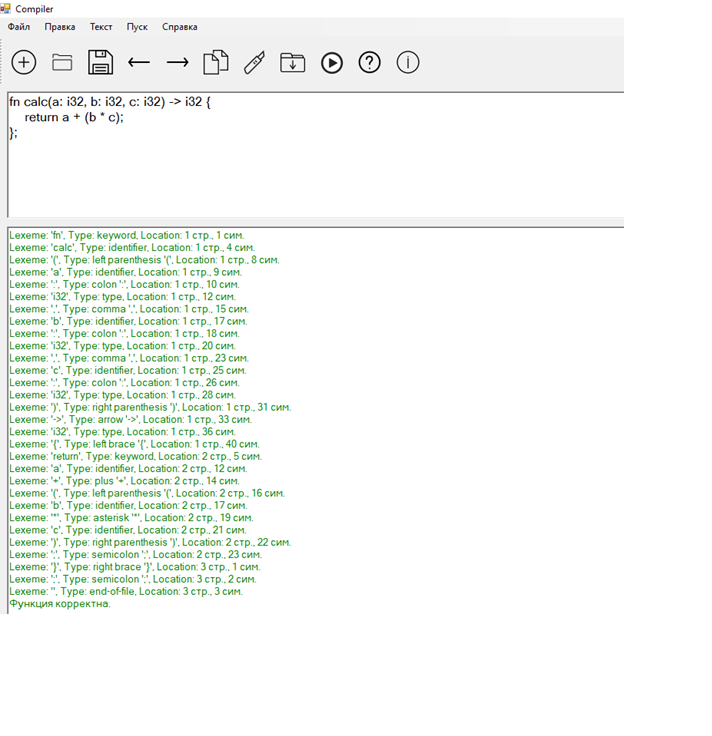 Compiler
Файл Правка Текст Пуск Справка
fn calc(a: i32, b: i32, c: i32) -> i32 {
    return a + (b * c);
};
Lexeme: 'fn', Type: keyword, Location: 1 стр., 1 сим.
Lexeme: 'calc', Type: identifier, Location: 1 стр., 4 сим.
Lexeme: '(', Type: left parenthesis '(', Location: 1 стр., 8 сим.
Lexeme: 'a', Type: identifier, Location: 1 стр., 9 сим.
Lexeme: ':', Type: colon ':', Location: 1 стр., 10 сим.
Lexeme: 'i32', Type: type, Location: 1 стр., 12 сим.
Lexeme: ',', Type: comma ',', Location: 1 стр., 15 сим.
Lexeme: 'b', Type: identifier, Location: 1 стр., 17 сим.
Lexeme: ':', Type: colon ':', Location: 1 стр., 18 сим.
Lexeme: 'i32', Type: type, Location: 1 стр., 20 сим.
Lexeme: ',', Type: comma ',', Location: 1 стр., 23 сим.
Lexeme: 'c', Type: identifier, Location: 1 стр., 25 сим.
Lexeme: ':', Type: colon ':', Location: 1 стр., 26 сим.
Lexeme: 'i32', Type: type, Location: 1 стр., 28 сим.
Lexeme: ')', Type: right parenthesis ')', Location: 1 стр., 31 сим.
Lexeme: '->', Type: arrow '->', Location: 1 стр., 33 сим.
Lexeme: 'i32', Type: type, Location: 1 стр., 36 сим.
Lexeme: '{', Type: left brace '{', Location: 1 стр., 40 сим.
Lexeme: 'return', Type: keyword, Location: 2 стр., 5 сим.
Lexeme: 'a', Type: identifier, Location: 2 стр., 12 сим.
Lexeme: '+', Type: plus '+', Location: 2 стр., 14 сим.
Lexeme: '(', Type: left parenthesis '(', Location: 2 стр., 16 сим.
Lexeme: 'b', Type: identifier, Location: 2 стр., 17 сим.
Lexeme: '*', Type: asterisk '*', Location: 2 стр., 19 сим.
Lexeme: 'c', Type: identifier, Location: 2 стр., 21 сим.
Lexeme: ')', Type: right parenthesis ')', Location: 2 стр., 22 сим.
Lexeme: ';', Type: semicolon ';', Location: 2 стр., 23 сим.
Lexeme: '}', Type: right brace '}', Location: 3 стр., 1 сим.
Lexeme: ';', Type: semicolon ';', Location: 3 стр., 2 сим.
Lexeme: '', Type: end-of-file, Location: 3 стр., 3 сим.
Функция корректна.